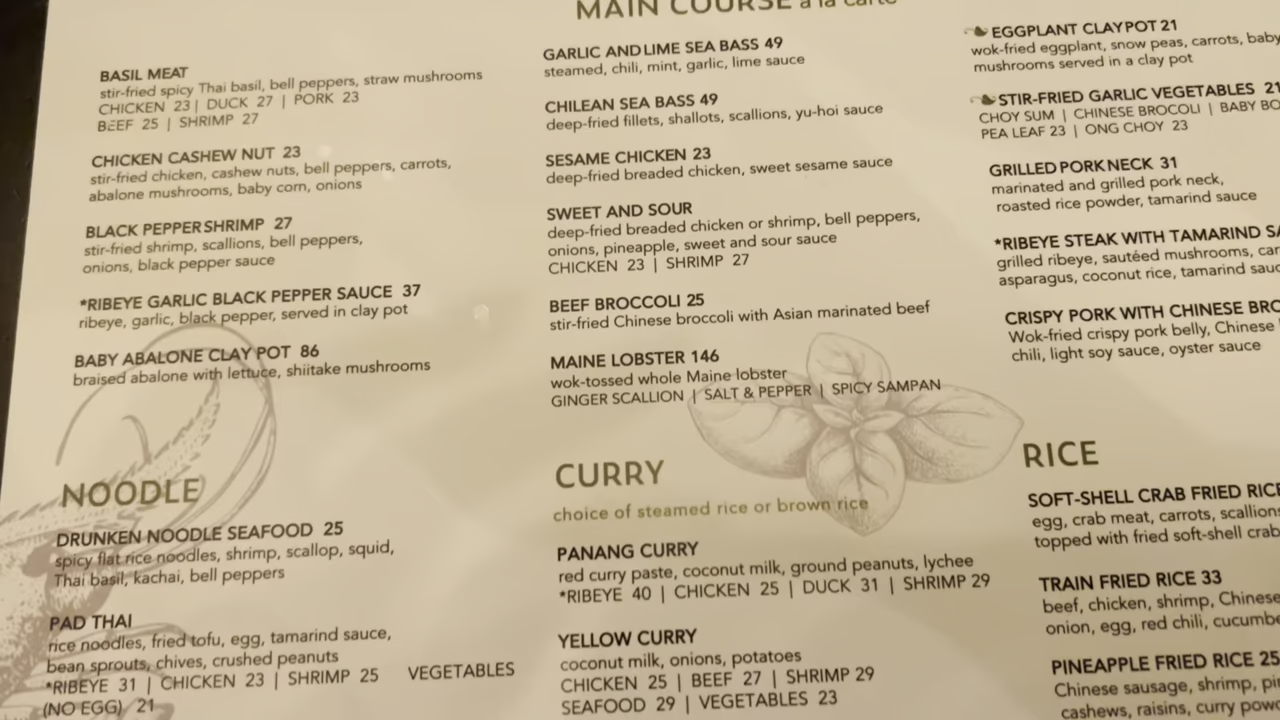 MAIN COURSE à la carte
BASIL MEAT
stir-fried spicy Thai basil, bell peppers, straw mushrooms
CHICKEN 23 | DUCK 27 | PORK 23
BEEF 25 | SHRIMP 27
CHICKEN CASHEW NUT 23
stir-fried chicken, cashew nuts, bell peppers, carrots,
abalone mushrooms, baby corn, onions
BLACK PEPPER SHRIMP 27
stir-fried shrimp, scallions, bell peppers,
onions, black pepper sauce
*RIBEYE GARLIC BLACK PEPPER SAUCE 37
ribeye, garlic, black pepper, served in clay pot
BABY ABALONE CLAY POT 86
braised abalone with lettuce, shiitake mushrooms
GARLIC AND LIME SEA BASS 49
steamed, chili, mint, garlic, lime sauce
CHILEAN SEA BASS 49
deep-fried fillets, shallots, scallions, yu-hoi sauce
SESAME CHICKEN 23
deep-fried breaded chicken, sweet sesame sauce
SWEET AND SOUR
deep-fried breaded chicken or shrimp, bell peppers,
onions, pineapple, sweet and sour sauce
CHICKEN 23 | SHRIMP 27
BEEF BROCCOLI 25
stir-fried Chinese broccoli with Asian marinated beef
MAINE LOBSTER 146
wok-tossed whole Maine lobster
GINGER SCALLION | SALT & PEPPER | SPICY SAMPAN
EGGPLANT CLAYPOT 21
wok-fried eggplant, snow peas, carrots, baby
mushrooms served in a clay pot
STIR-FRIED GARLIC VEGETABLES 21
CHOY SUM | CHINESE BROCOLI | BABY BO
PEA LEAF 23 | ONG CHOY 23
GRILLED PORK NECK 31
marinated and grilled pork neck,
roasted rice powder, tamarind sauce
*RIBEYE STEAK WITH TAMARIND SA
grilled ribeye, sautéed mushrooms, car
asparagus, coconut rice, tamarind sauc
CRISPY PORK WITH CHINESE BRO
Wok-fried crispy pork belly, Chinese
chili, light soy sauce, oyster sauce
NOODLE
DRUNKEN NOODLE SEAFOOD 25
spicy flat rice noodles, shrimp, scallop, squid,
Thai basil, kachai, bell peppers
PAD THAI
rice noodles, fried tofu, egg, tamarind sauce,
bean sprouts, chives, crushed peanuts
*RIBEYE 31 | CHICKEN 23 | SHRIMP 25 VEGETABLES
(NO EGG) 21
CURRY
choice of steamed rice or brown rice
PANANG CURRY
red curry paste, coconut milk, ground peanuts, lychee
*RIBEYE 40 | CHICKEN 25 | DUCK 31 | SHRIMP 29
YELLOW CURRY
coconut milk, onions, potatoes
CHICKEN 25 | BEEF 27 | SHRIMP 29
SEAFOOD 29 | VEGETABLES 23
RICE
SOFT-SHELL CRAB FRIED RICE
egg, crab meat, carrots, scallions
topped with fried soft-shell crab
TRAIN FRIED RICE 33
beef, chicken, shrimp, Chinese
onion, egg, red chili, cucumbe
PINEAPPLE FRIED RICE 25
Chinese sausage, shrimp, pin
cashews, raisins, curry powd